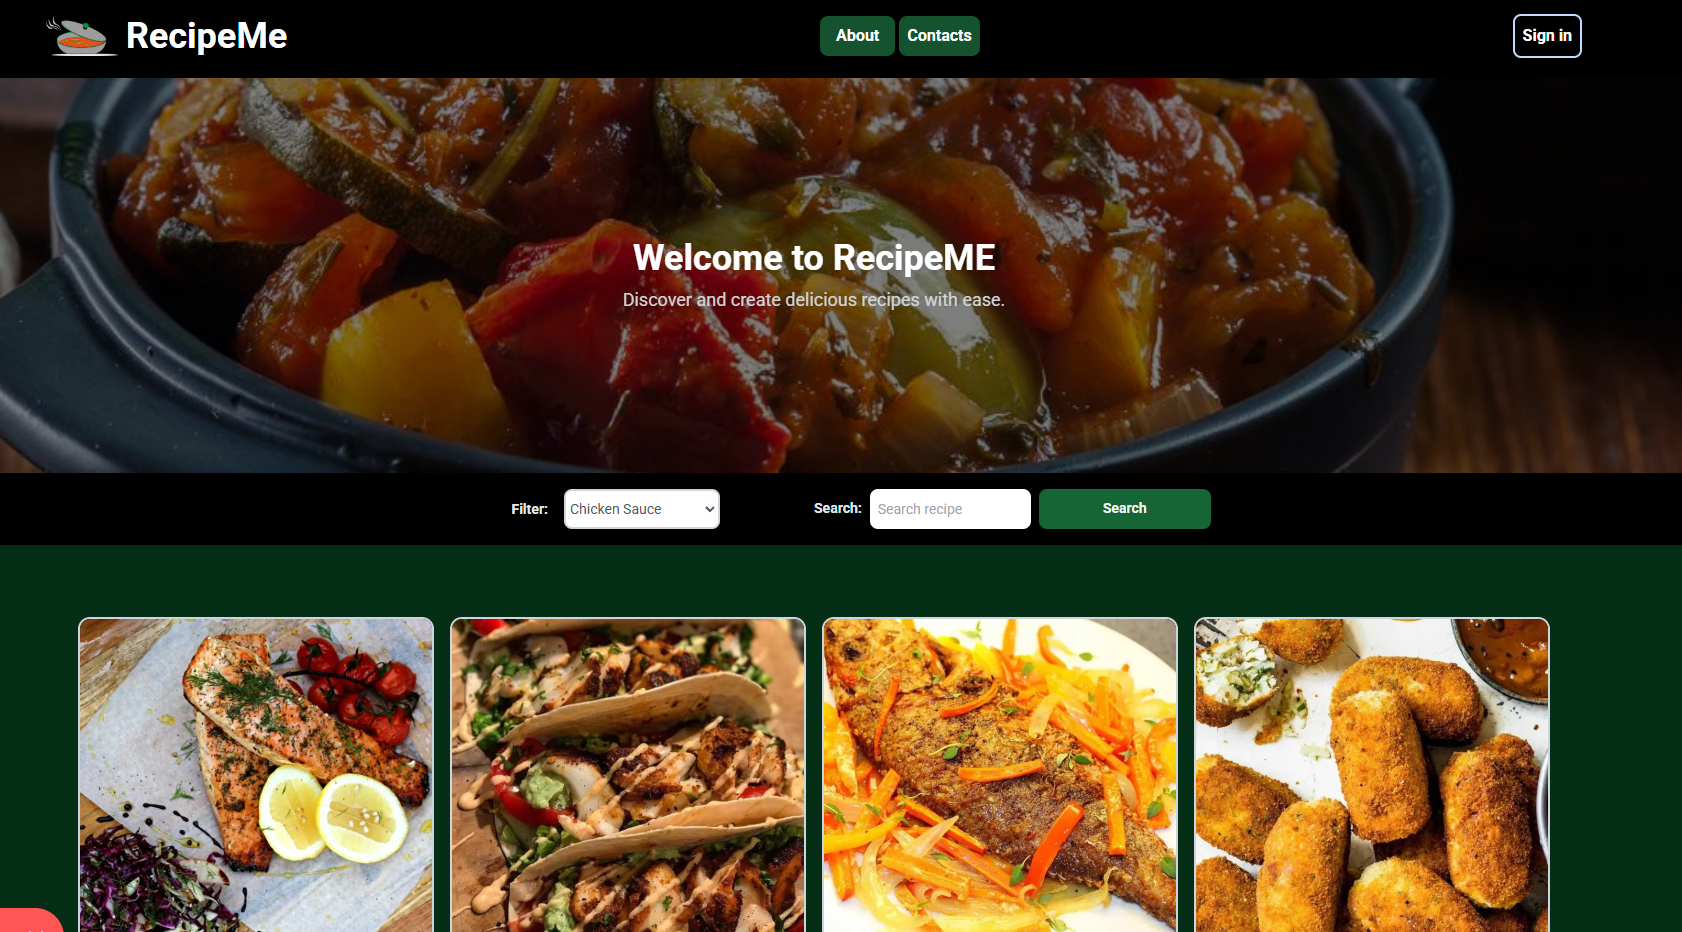 RecipeMe
About
Contacts
Sign in
Welcome to RecipeME
Discover and create delicious recipes with ease.
Filter:
Chicken Sauce
Search:
Search recipe
Search